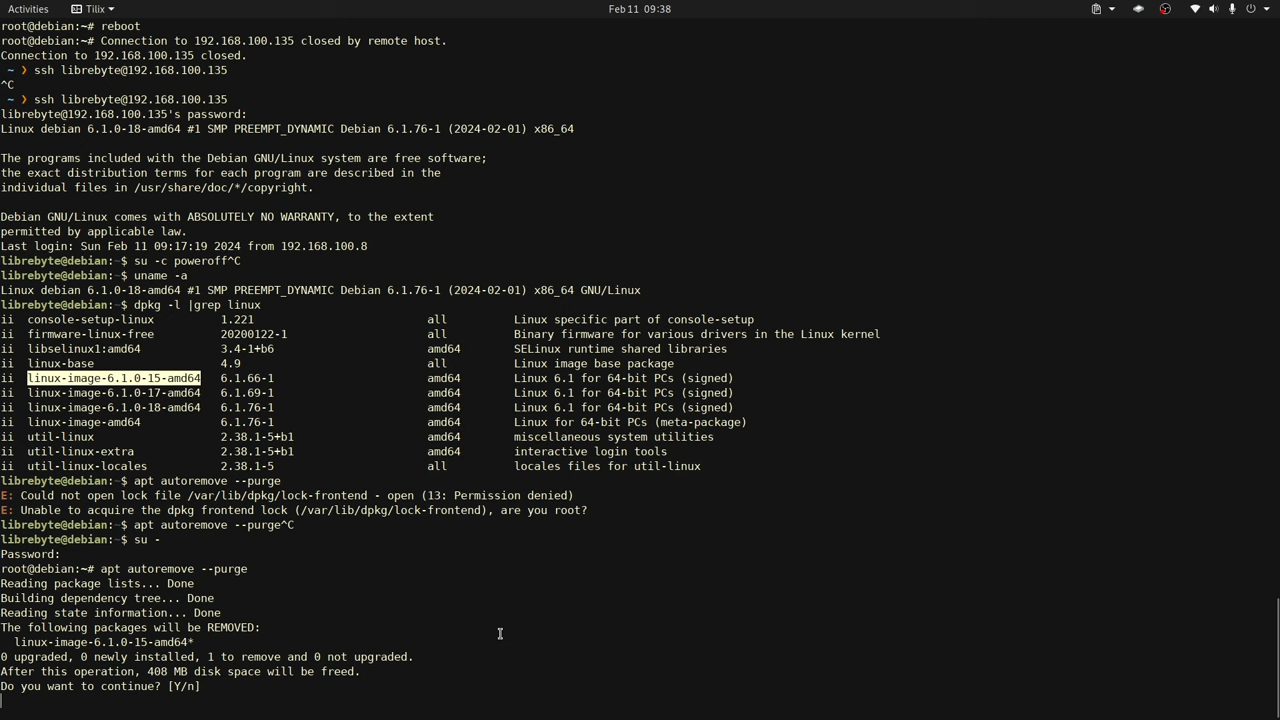 Activities Tilix Feb 11 09:38
root@debian:~# reboot
root@debian:~# Connection to 192.168.100.135 closed by remote host.
Connection to 192.168.100.135 closed.
~ ❯ ssh librebyte@192.168.100.135
^C
~ ❯ ssh librebyte@192.168.100.135
librebyte@192.168.100.135's password:
Linux debian 6.1.0-18-amd64 #1 SMP PREEMPT_DYNAMIC Debian 6.1.76-1 (2024-02-01) x86_64
The programs included with the Debian GNU/Linux system are free software;
the exact distribution terms for each program are described in the
individual files in /usr/share/doc/*/copyright.
Debian GNU/Linux comes with ABSOLUTELY NO WARRANTY, to the extent
permitted by applicable law.
Last login: Sun Feb 11 09:17:19 2024 from 192.168.100.8
librebyte@debian:~$ su -c poweroff^C
librebyte@debian:~$ uname -a
Linux debian 6.1.0-18-amd64 #1 SMP PREEMPT_DYNAMIC Debian 6.1.76-1 (2024-02-01) x86_64 GNU/Linux
librebyte@debian:~$ dpkg -l |grep linux
ii console-setup-linux 1.221 all Linux specific part of console-setup
ii firmware-linux-free 20200122-1 all Binary firmware for various drivers in the Linux kernel
ii libselinux1:amd64 3.4-1+b6 amd64 SELinux runtime shared libraries
ii linux-base 4.9 all Linux image base package
ii linux-image-6.1.0-15-amd64 6.1.66-1 amd64 Linux 6.1 for 64-bit PCs (signed)
ii linux-image-6.1.0-17-amd64 6.1.69-1 amd64 Linux 6.1 for 64-bit PCs (signed)
ii linux-image-6.1.0-18-amd64 6.1.76-1 amd64 Linux 6.1 for 64-bit PCs (signed)
ii linux-image-amd64 6.1.76-1 amd64 Linux for 64-bit PCs (meta-package)
ii util-linux 2.38.1-5+b1 amd64 miscellaneous system utilities
ii util-linux-extra 2.38.1-5+b1 amd64 interactive login tools
ii util-linux-locales 2.38.1-5 all locales files for util-linux
librebyte@debian:~$ apt autoremove --purge
E: Could not open lock file /var/lib/dpkg/lock-frontend - open (13: Permission denied)
E: Unable to acquire the dpkg frontend lock (/var/lib/dpkg/lock-frontend), are you root?
librebyte@debian:~$ apt autoremove --purge^C
librebyte@debian:~$ su -
Password:
root@debian:~# apt autoremove --purge
Reading package lists... Done
Building dependency tree... Done
Reading state information... Done
The following packages will be REMOVED:
linux-image-6.1.0-15-amd64*
0 upgraded, 0 newly installed, 1 to remove and 0 not upgraded.
After this operation, 408 MB disk space will be freed.
Do you want to continue? [Y/n]